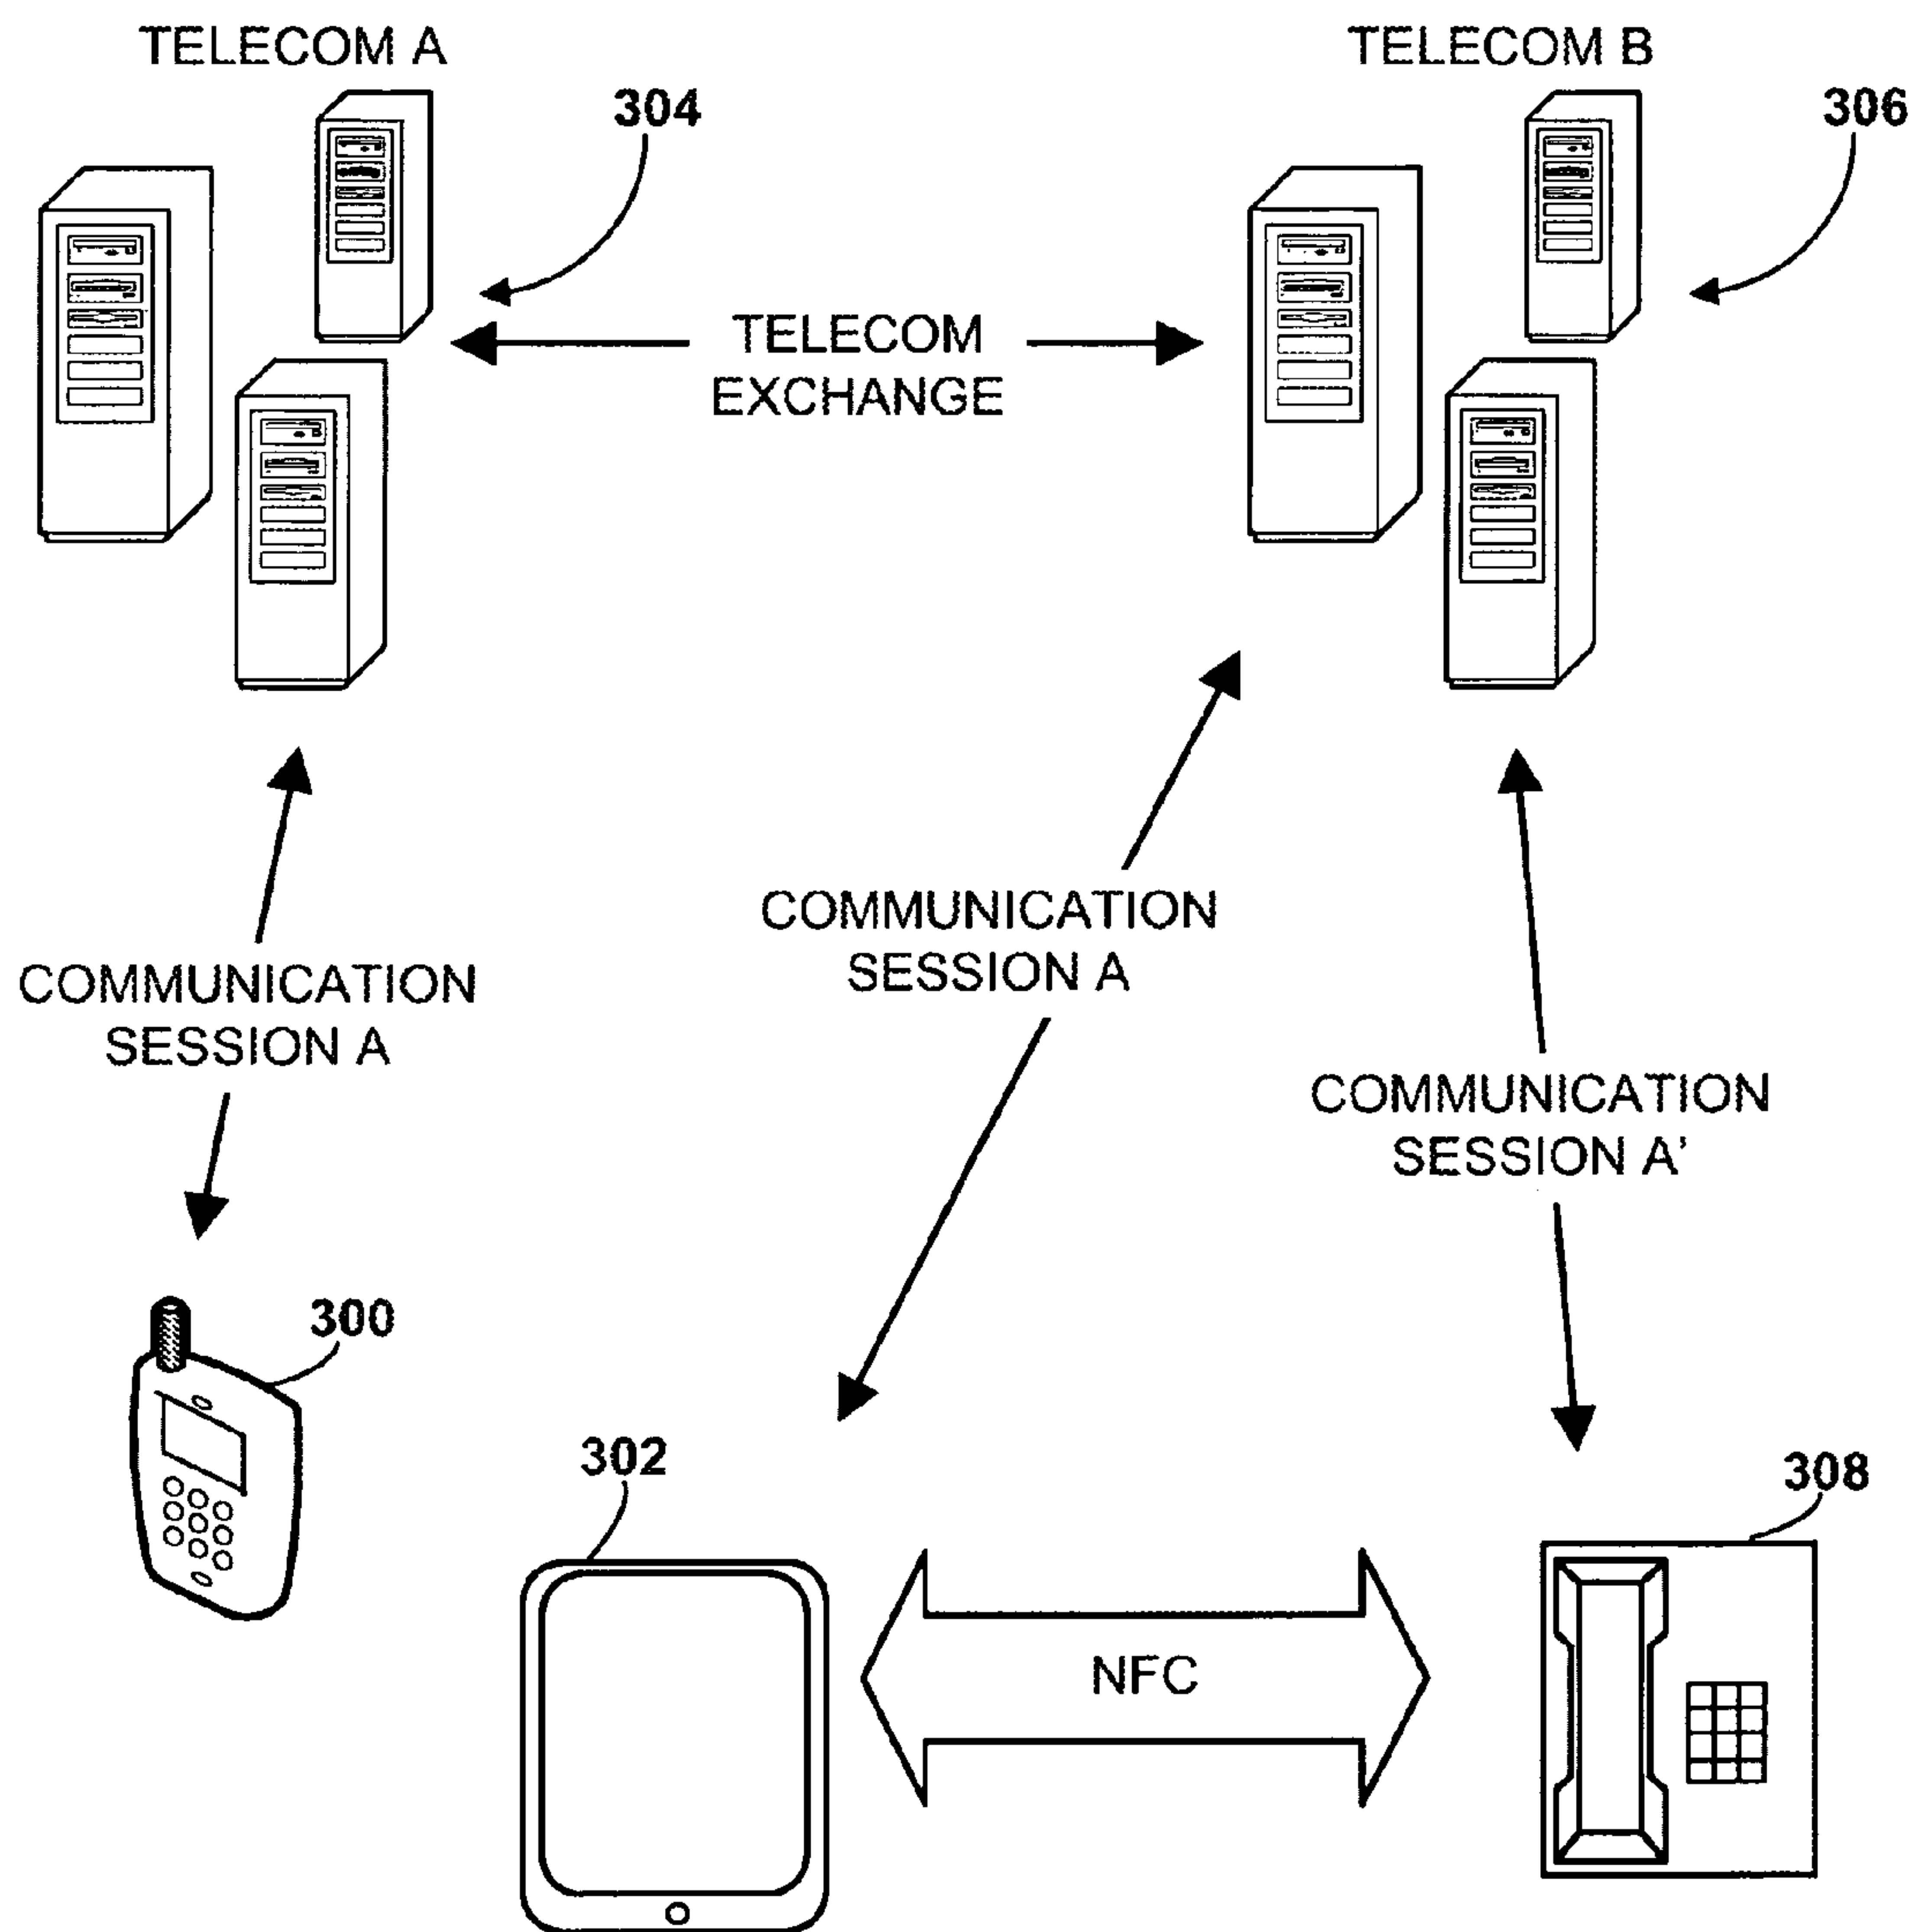 TELECOM A
TELECOM B
304
306
TELECOM
EXCHANGE
COMMUNICATION
SESSION A
COMMUNICATION
SESSION A
COMMUNICATION
SESSION A'
300
302
308
NFC